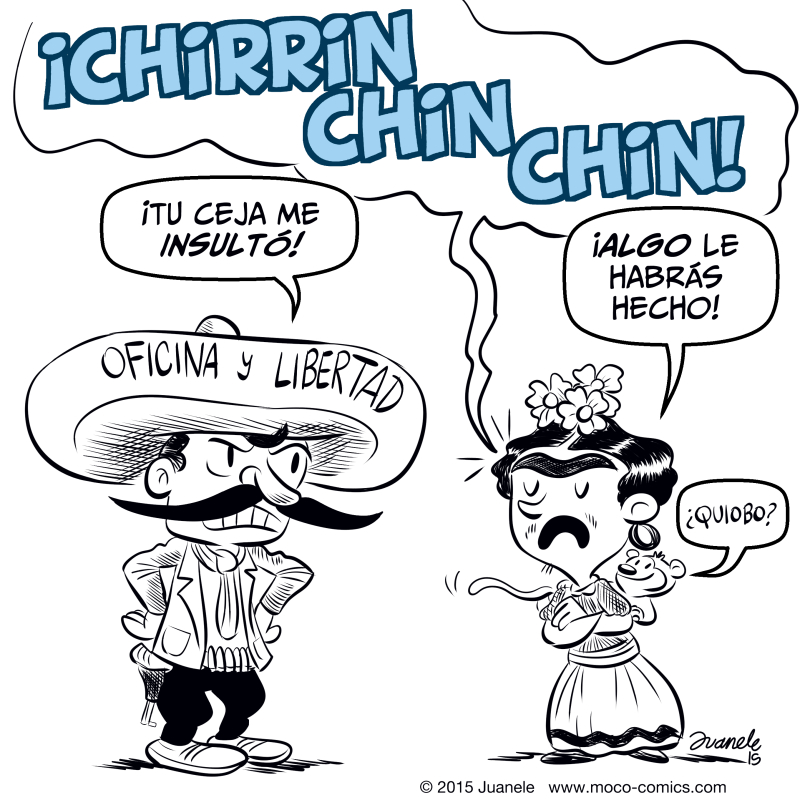 ¡CHiRRiN
CHiN
CHiN!
¡TU CEJA ME
INSULTÓ!
¡ALGO LE
HABRÁS
HECHO!
OFICINA y LIBERTAD
¿QUIOBO?
Juanele
15
© 2015 Juanele www.moco-comics.com